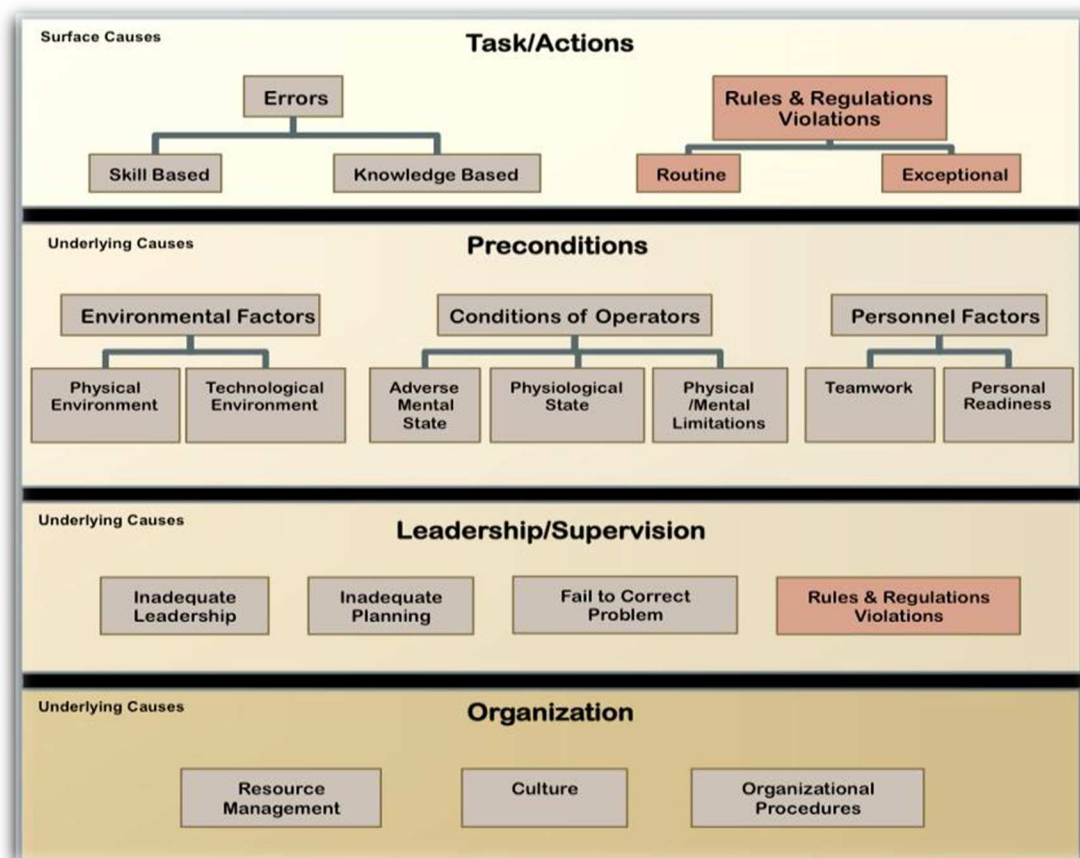 Surface Causes
Task/Actions
Errors
Rules & Regulations
Violations
Skill Based
Knowledge Based
Routine
Exceptional
Underlying Causes
Preconditions
Environmental Factors
Conditions of Operators
Personnel Factors
Physical
Environment
Technological
Environment
Adverse
Mental
State
Physiological
State
Physical
/Mental
Limitations
Teamwork
Personal
Readiness
Underlying Causes
Leadership/Supervision
Inadequate
Leadership
Inadequate
Planning
Fail to Correct
Problem
Rules & Regulations
Violations
Underlying Causes
Organization
Resource
Management
Culture
Organizational
Procedures